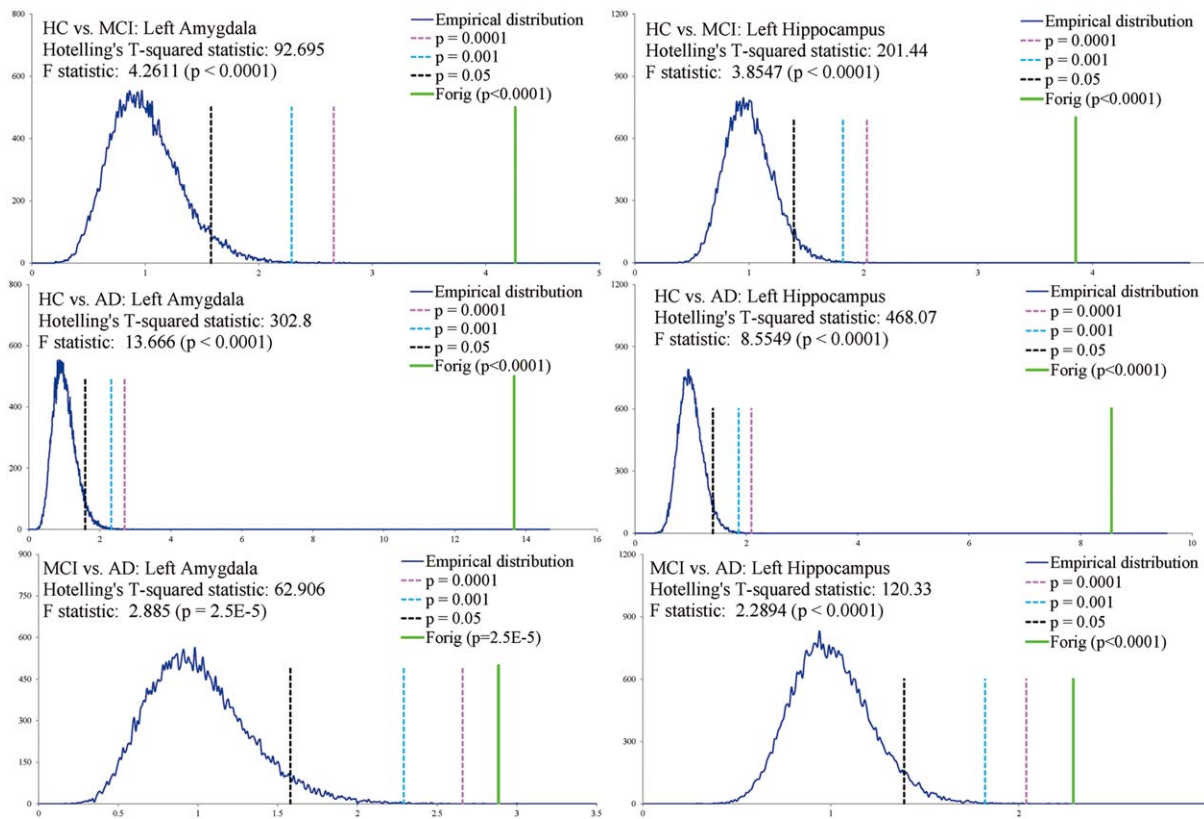 HC vs. MCI: Left Amygdala
Hotelling's T-squared statistic: 92.695
F statistic: 4.2611 (p < 0.0001)
Empirical distribution
p = 0.0001
p = 0.001
p = 0.05
Forig (p<0.0001)
800
600
400
200
0
0 1 2 3 4 5
HC vs. MCI: Left Hippocampus
Hotelling's T-squared statistic: 201.44
F statistic: 3.8547 (p < 0.0001)
Empirical distribution
p = 0.0001
p = 0.001
p = 0.05
Forig (p<0.0001)
1200
900
600
300
0
0 1 2 3 4
HC vs. AD: Left Amygdala
Hotelling's T-squared statistic: 302.8
F statistic: 13.666 (p < 0.0001)
Empirical distribution
p = 0.0001
p = 0.001
p = 0.05
Forig (p<0.0001)
800
600
400
200
0
0 2 4 6 8 10 12 14 16
HC vs. AD: Left Hippocampus
Hotelling's T-squared statistic: 468.07
F statistic: 8.5549 (p < 0.0001)
Empirical distribution
p = 0.0001
p = 0.001
p = 0.05
Forig (p<0.0001)
1200
900
600
300
0
0 2 4 6 8 10
MCI vs. AD: Left Amygdala
Hotelling's T-squared statistic: 62.906
F statistic: 2.885 (p = 2.5E-5)
Empirical distribution
p = 0.0001
p = 0.001
p = 0.05
Forig (p=2.5E-5)
900
750
600
450
300
150
0
0 0.5 1 1.5 2 2.5 3 3.5
MCI vs. AD: Left Hippocampus
Hotelling's T-squared statistic: 120.33
F statistic: 2.2894 (p < 0.0001)
Empirical distribution
p = 0.0001
p = 0.001
p = 0.05
Forig (p<0.0001)
1200
900
600
300
0
0 1 2